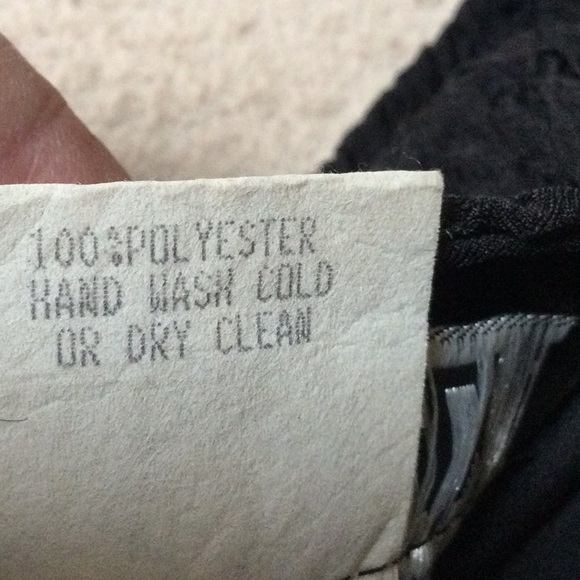 100%POLYESTER
HAND WASH COLD
OR DRY CLEAN